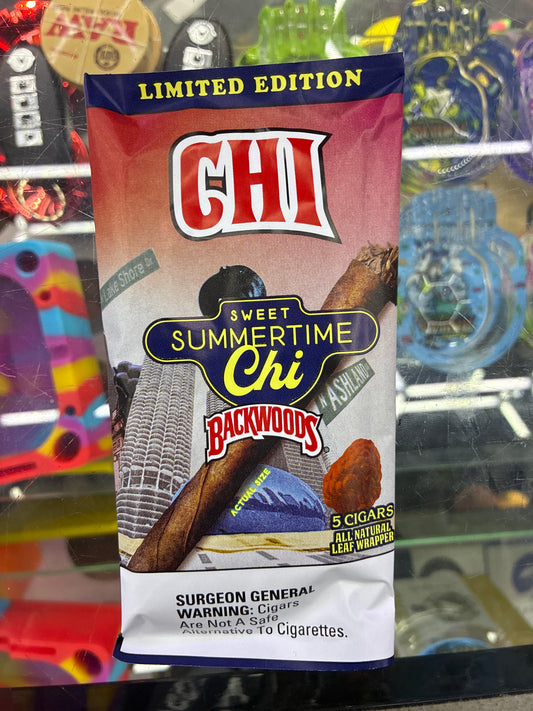 LIMITED EDITION
CHI
Lake Shore Dr
SWEET
SUMMERTIME
Chi
ASHLAND
BACKWOODS
ACTUAL SIZE
5 CIGARS
ALL NATURAL
LEAF WRAPPER
SURGEON GENERAL
WARNING: Cigars
Are Not A Safe
Alternative To Cigarettes.